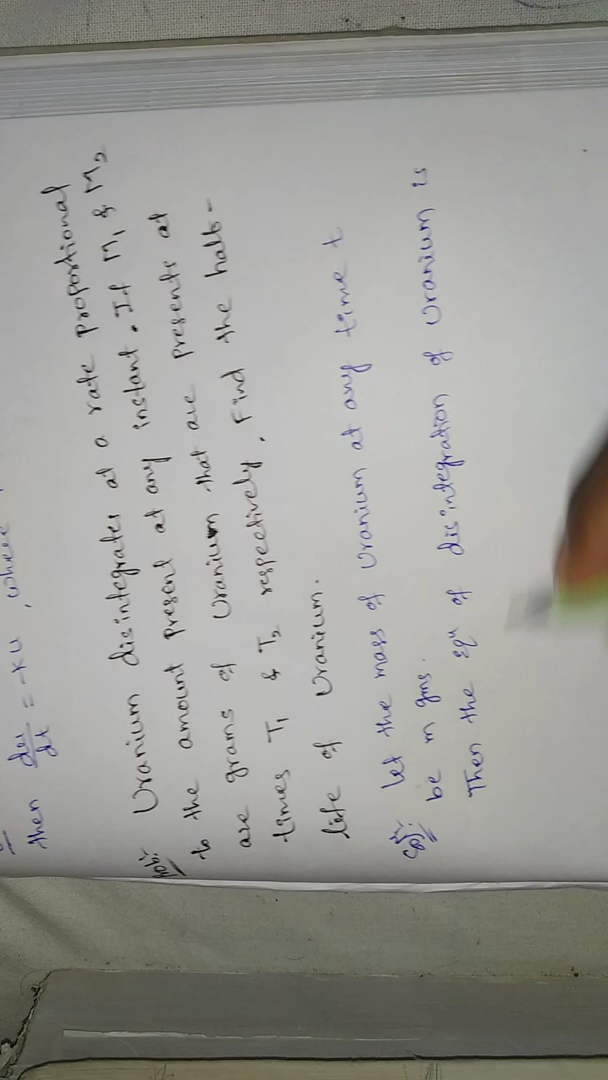 then du/dt = -Ku, where
Prob:- Uranium disintegrates at a rate proportional
to the amount present at any instant. If M₁ & M₂
are grams of Uranium that are presents at
times T₁ & T₂ respectively. Find the half-
life of Uranium.
Sol:- Let the mass of Uranium at any time t
be m gms.
Then the eqⁿ of disintegration of Uranium is